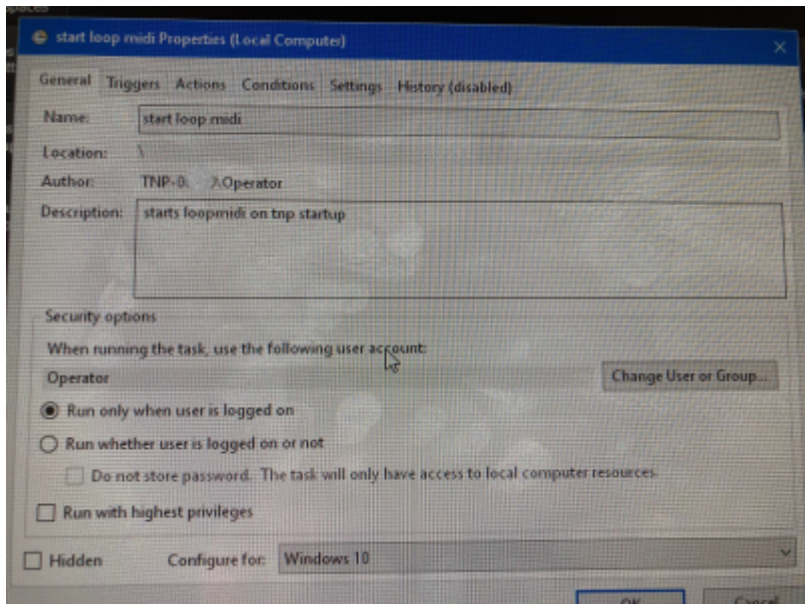 start loop midi Properties (Local Computer)
General Triggers Actions Conditions Settings History (disabled)
Name: start loop midi
Location: \
Author: TNP-0 \Operator
Description: starts loopmidi on tnp startup
Security options
When running the task, use the following user account:
Operator Change User or Group...
Run only when user is logged on
Run whether user is logged on or not
Do not store password. The task will only have access to local computer resources.
Run with highest privileges
Hidden Configure for: Windows 10
OK Cancel